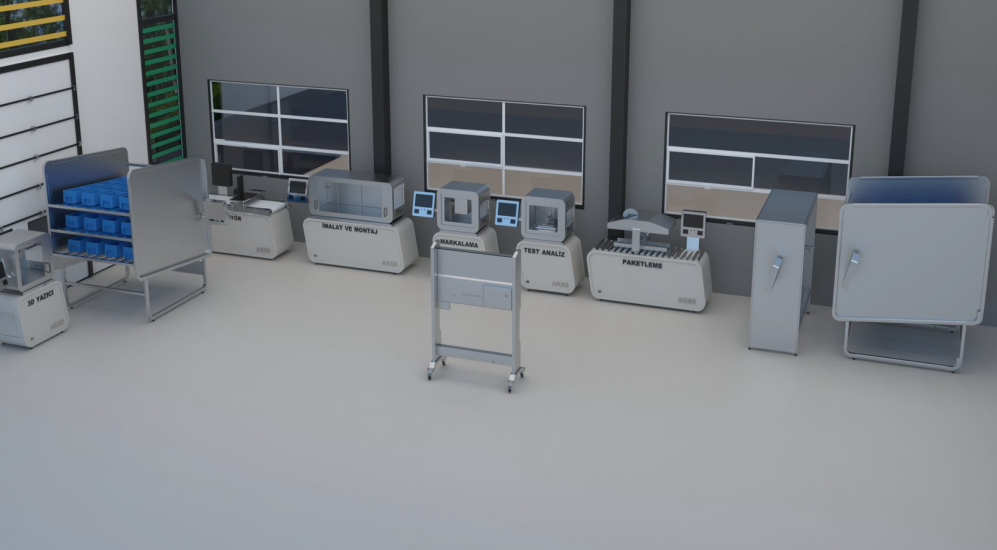 3D YAZICI
İMALAT VE MONTAJ
MARKALAMA
TEST ANALİZ
PAKETLEME